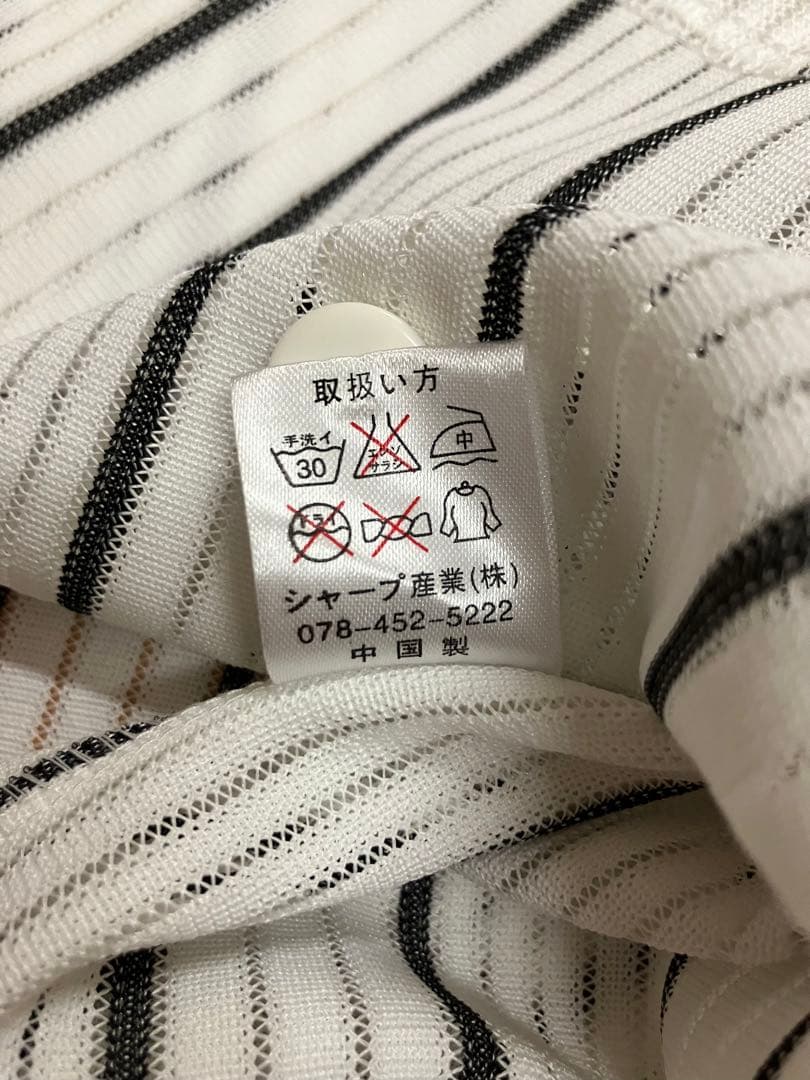 取扱い方
手洗イ
30
エンソ
サラシ
中
ドライ
シャープ産業(株)
078-452-5222
中国製